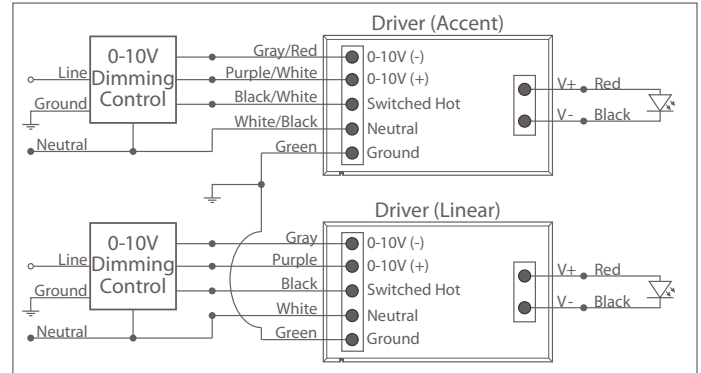 Driver (Accent)
0-10V
Dimming
Control
Line
Ground
Neutral
Gray/Red
Purple/White
Black/White
White/Black
Green
0-10V (-)
0-10V (+)
Switched Hot
Neutral
Ground
V+ Red
V- Black
Driver (Linear)
0-10V
Dimming
Control
Line
Ground
Neutral
Gray
Purple
Black
White
Green
0-10V (-)
0-10V (+)
Switched Hot
Neutral
Ground
V+ Red
V- Black